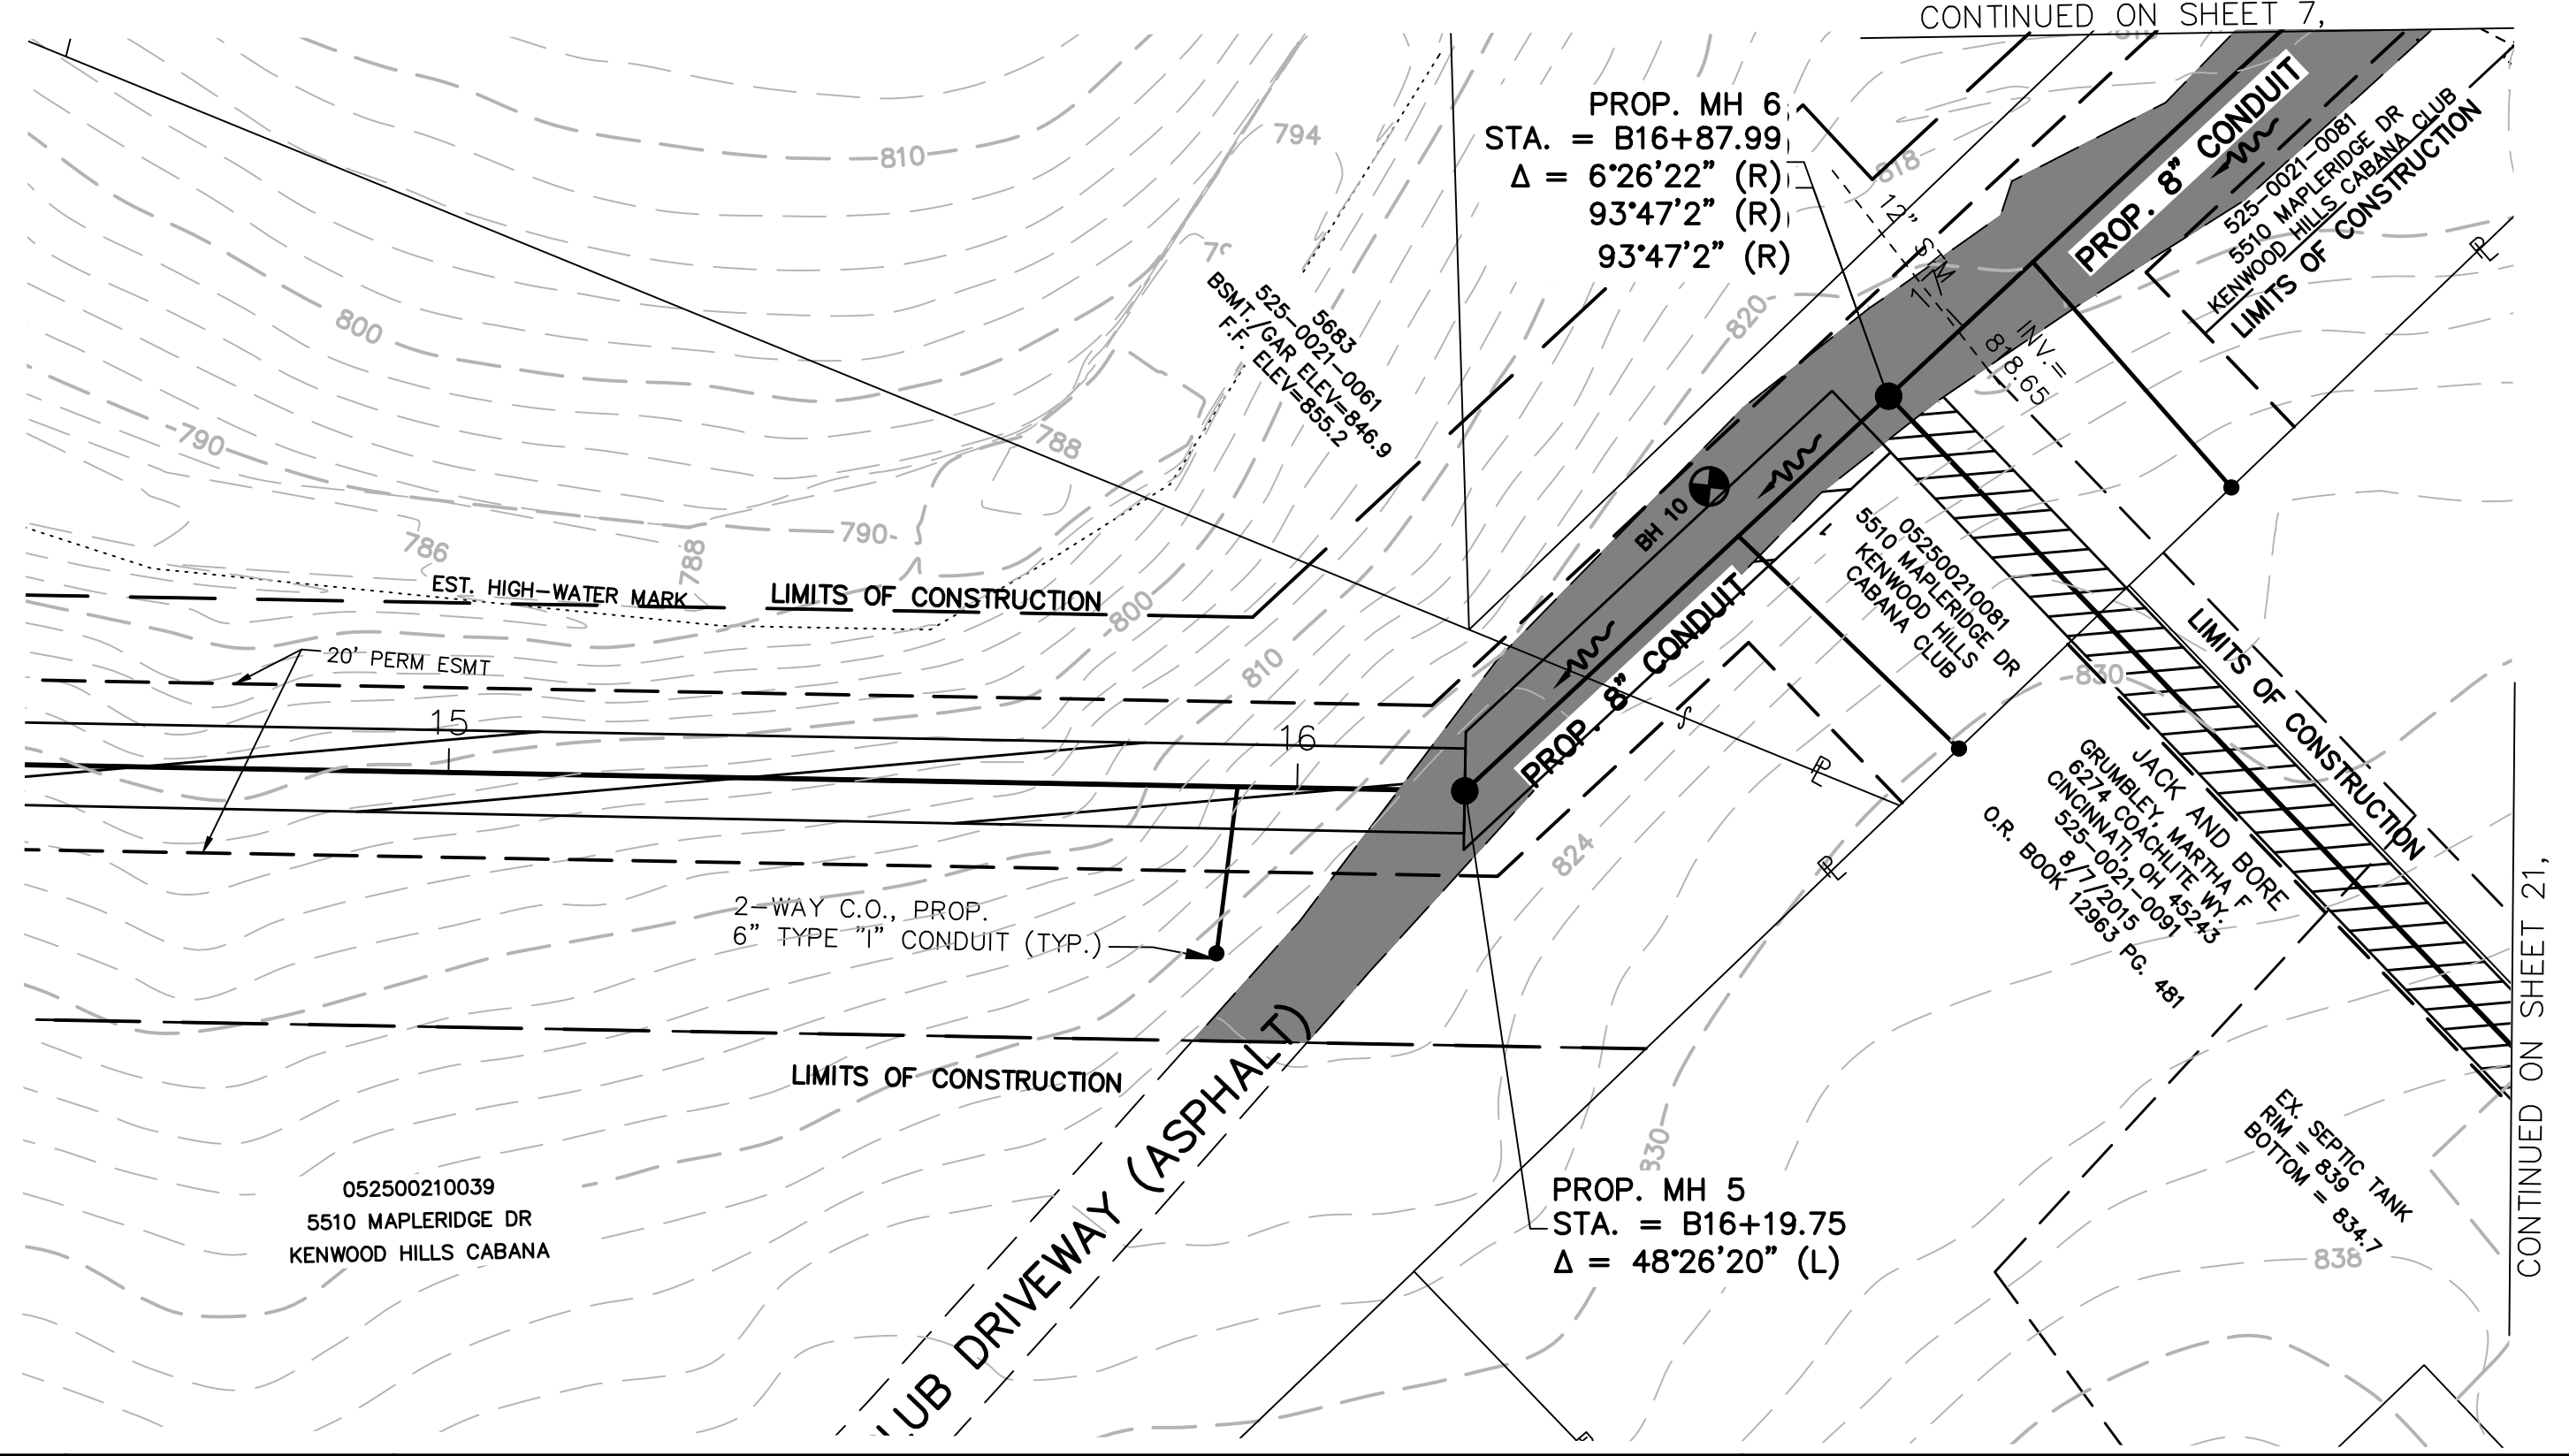 CONTINUED ON SHEET 7,
PROP. MH 6
STA. = B16+87.99
Δ = 6°26'22" (R)
93°47'2" (R)
93°47'2" (R)
PROP. 8" CONDUIT
525-0021-0081
5510 MAPLERIDGE DR
KENWOOD HILLS CABANA CLUB
LIMITS OF CONSTRUCTION
878
12" STM
17
INV.=
818.65
820
794
810
800
790
788
5683
525-0021-0061
BSMT./GAR ELEV=846.9
F.F. ELEV=855.2
BH 10
790
786
788
800
810
EST. HIGH-WATER MARK
LIMITS OF CONSTRUCTION
20' PERM ESMT
15
16
PROP. 8" CONDUIT
052500210081
5510 MAPLERIDGE DR
KENWOOD HILLS
CABANA CLUB
830
LIMITS OF CONSTRUCTION
JACK AND BORE
GRUMBLEY, MARTHA F
6274 COACHLITE WY.
CINCINNATI, OH 45243
525-0021-0091
8/7/2015
O.R. BOOK 12963 PG. 481
824
2-WAY C.O., PROP.
6" TYPE "I" CONDUIT (TYP.)
LIMITS OF CONSTRUCTION
LUB DRIVEWAY (ASPHALT)
052500210039
5510 MAPLERIDGE DR
KENWOOD HILLS CABANA
830
PROP. MH 5
STA. = B16+19.75
Δ = 48°26'20" (L)
EX. SEPTIC TANK
RIM = 839
BOTTOM = 834.7
838
CONTINUED ON SHEET 21,